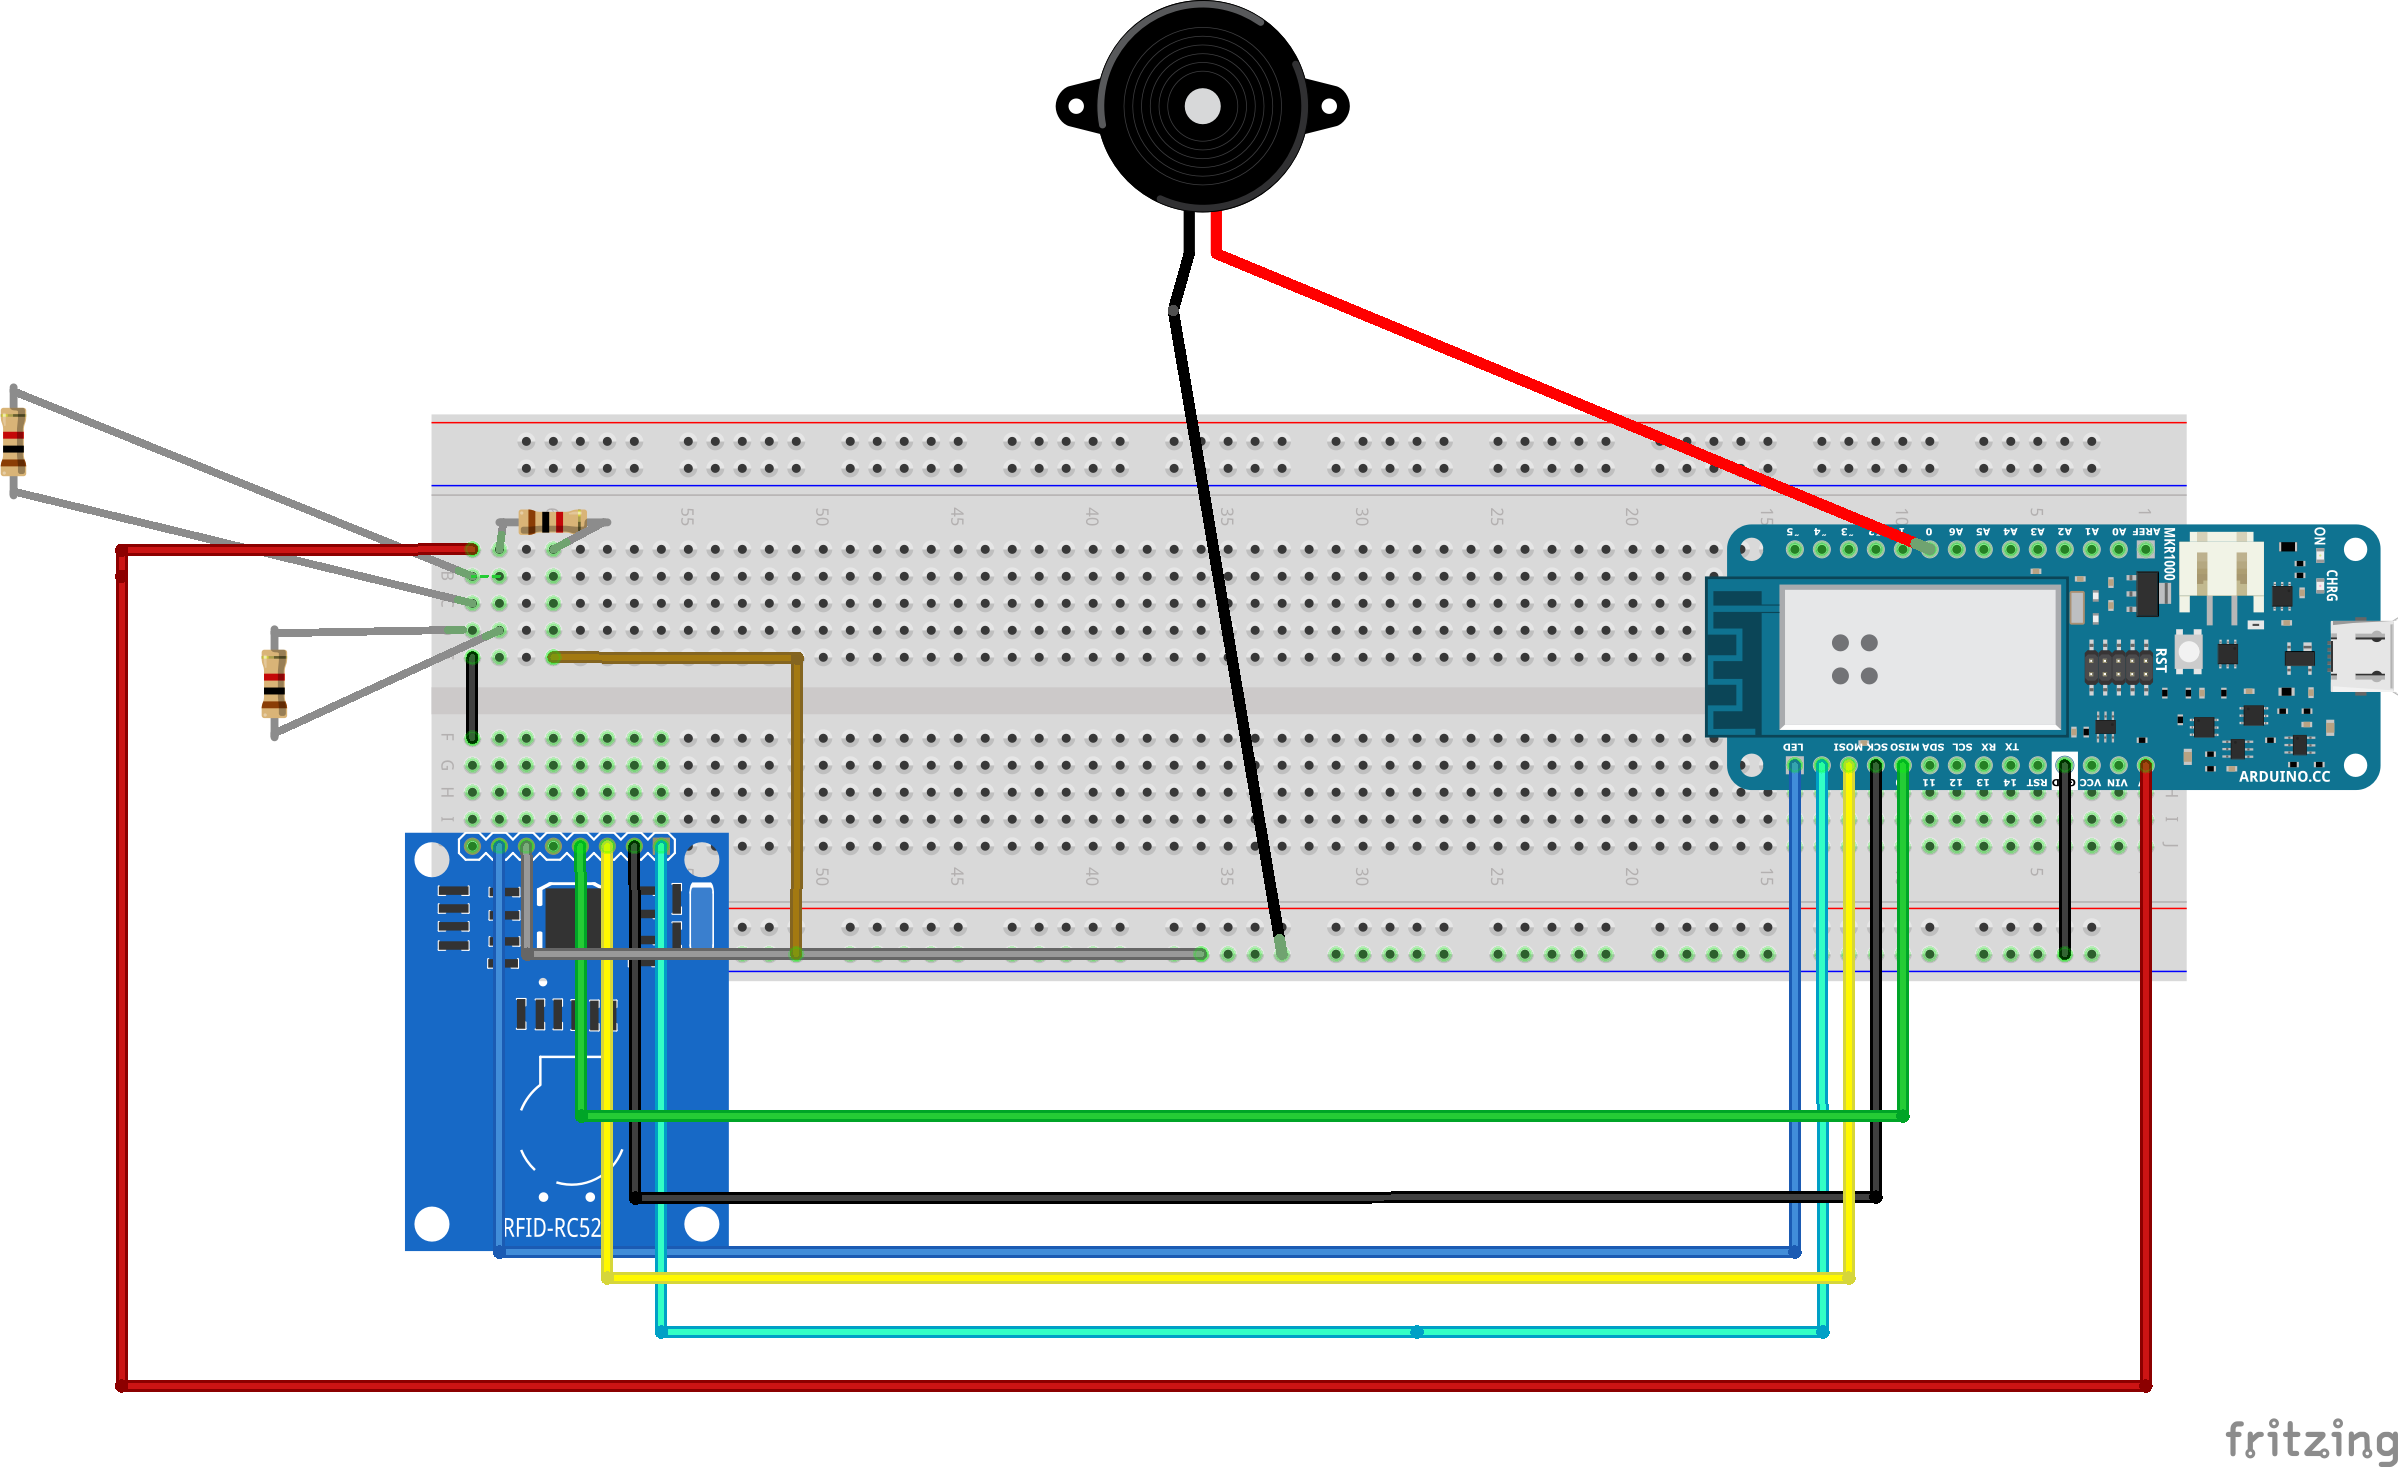 55 50 45 40 35 30 25 20 15 10 5 1
~5 ~4 ~3 1 0 A6 A5 A4 A3 A2 A1 A0 AREF
MKR1000
ON
CHRG
B
RST
F
G
H
I
LED MOSI SCK MISO SDA SCL RX TX
11 12 13 14 RST VCC VIN
ARDUINO.CC
H
I
J
50 45 40 35 30 25 20 15 5
RFID-RC52
fritzing